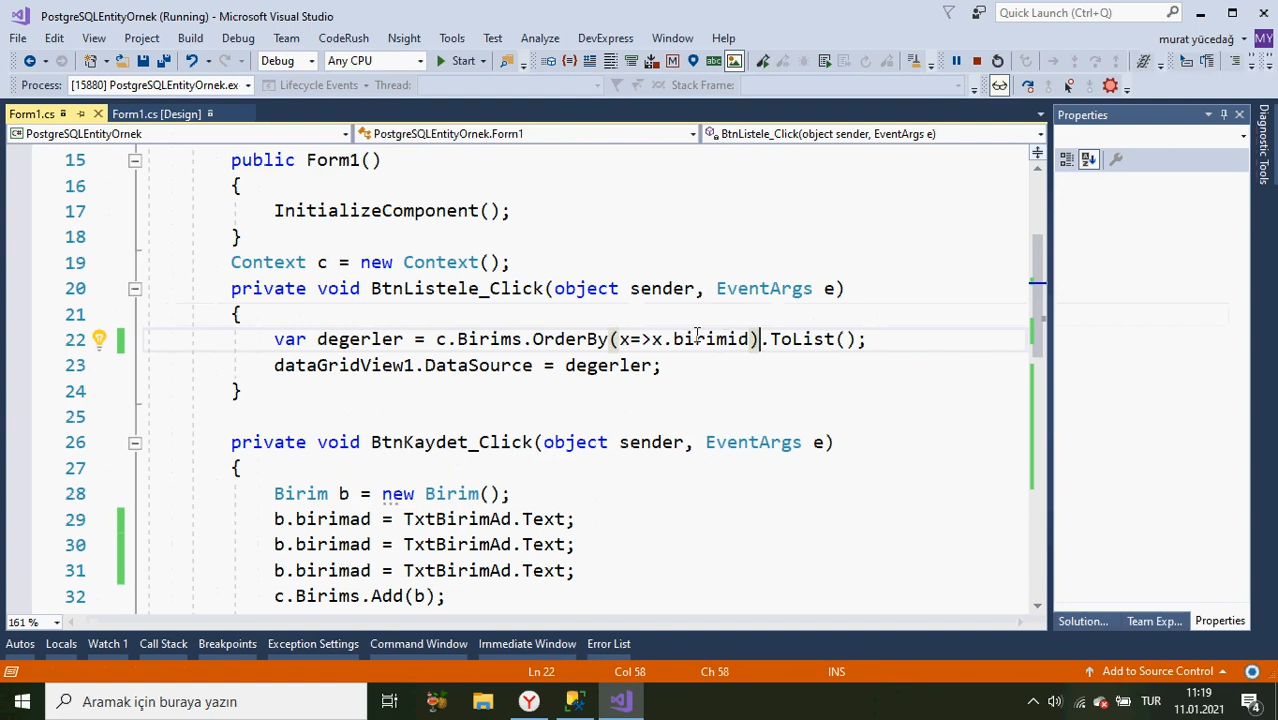 PostgreSQLEntityOrnek (Running) - Microsoft Visual Studio
Quick Launch (Ctrl+Q)
File Edit View Project Build Debug Team CodeRush Nsight Tools Test Analyze DevExpress Window Help
murat yücedağ MY
Debug Any CPU Start
Process: [15880] PostgreSQLEntityOrnek.ex Lifecycle Events Thread: Stack Frame:
Form1.cs Form1.cs [Design]
Properties
PostgreSQLEntityOrnek PostgreSQLEntityOrnek.Form1 BtnListele_Click(object sender, EventArgs e)
Diagnostic Tools
15 public Form1()
16 {
17 InitializeComponent();
18 }
19 Context c = new Context();
20 private void BtnListele_Click(object sender, EventArgs e)
21 {
22 var degerler = c.Birims.OrderBy(x=>x.birimid).ToList();
23 dataGridView1.DataSource = degerler;
24 }
25
26 private void BtnKaydet_Click(object sender, EventArgs e)
27 {
28 Birim b = new Birim();
29 b.birimad = TxtBirimAd.Text;
30 b.birimad = TxtBirimAd.Text;
31 b.birimad = TxtBirimAd.Text;
32 c.Birims.Add(b);
161 %
Solution... Team Exp... Properties
Autos Locals Watch 1 Call Stack Breakpoints Exception Settings Command Window Immediate Window Error List
Ln 22 Col 58 Ch 58 INS Add to Source Control
Aramak için buraya yazın
TUR
11:19
11.01.2021
4